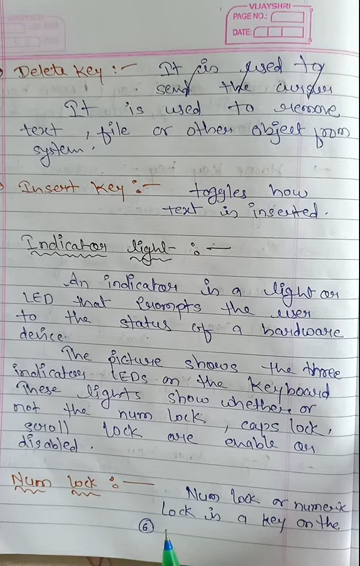 VIJAYSHRI
PAGE NO.:
DATE:
Delete Key :- It is used to
send the cursor
It is used to remove
text, file or other object from
system.
Insert Key :- toggles how
text is inserted.
Indicator light :-
An indicator is a light or
LED that prompts the user
to the status of a hardware
device.
The picture shows the three
indicator LEDs on the keyboard
These lights show whether or
not the num lock, caps lock,
scroll lock are enable or
disabled.
Num lock :-
Num lock or numeric
lock is a key on the
6